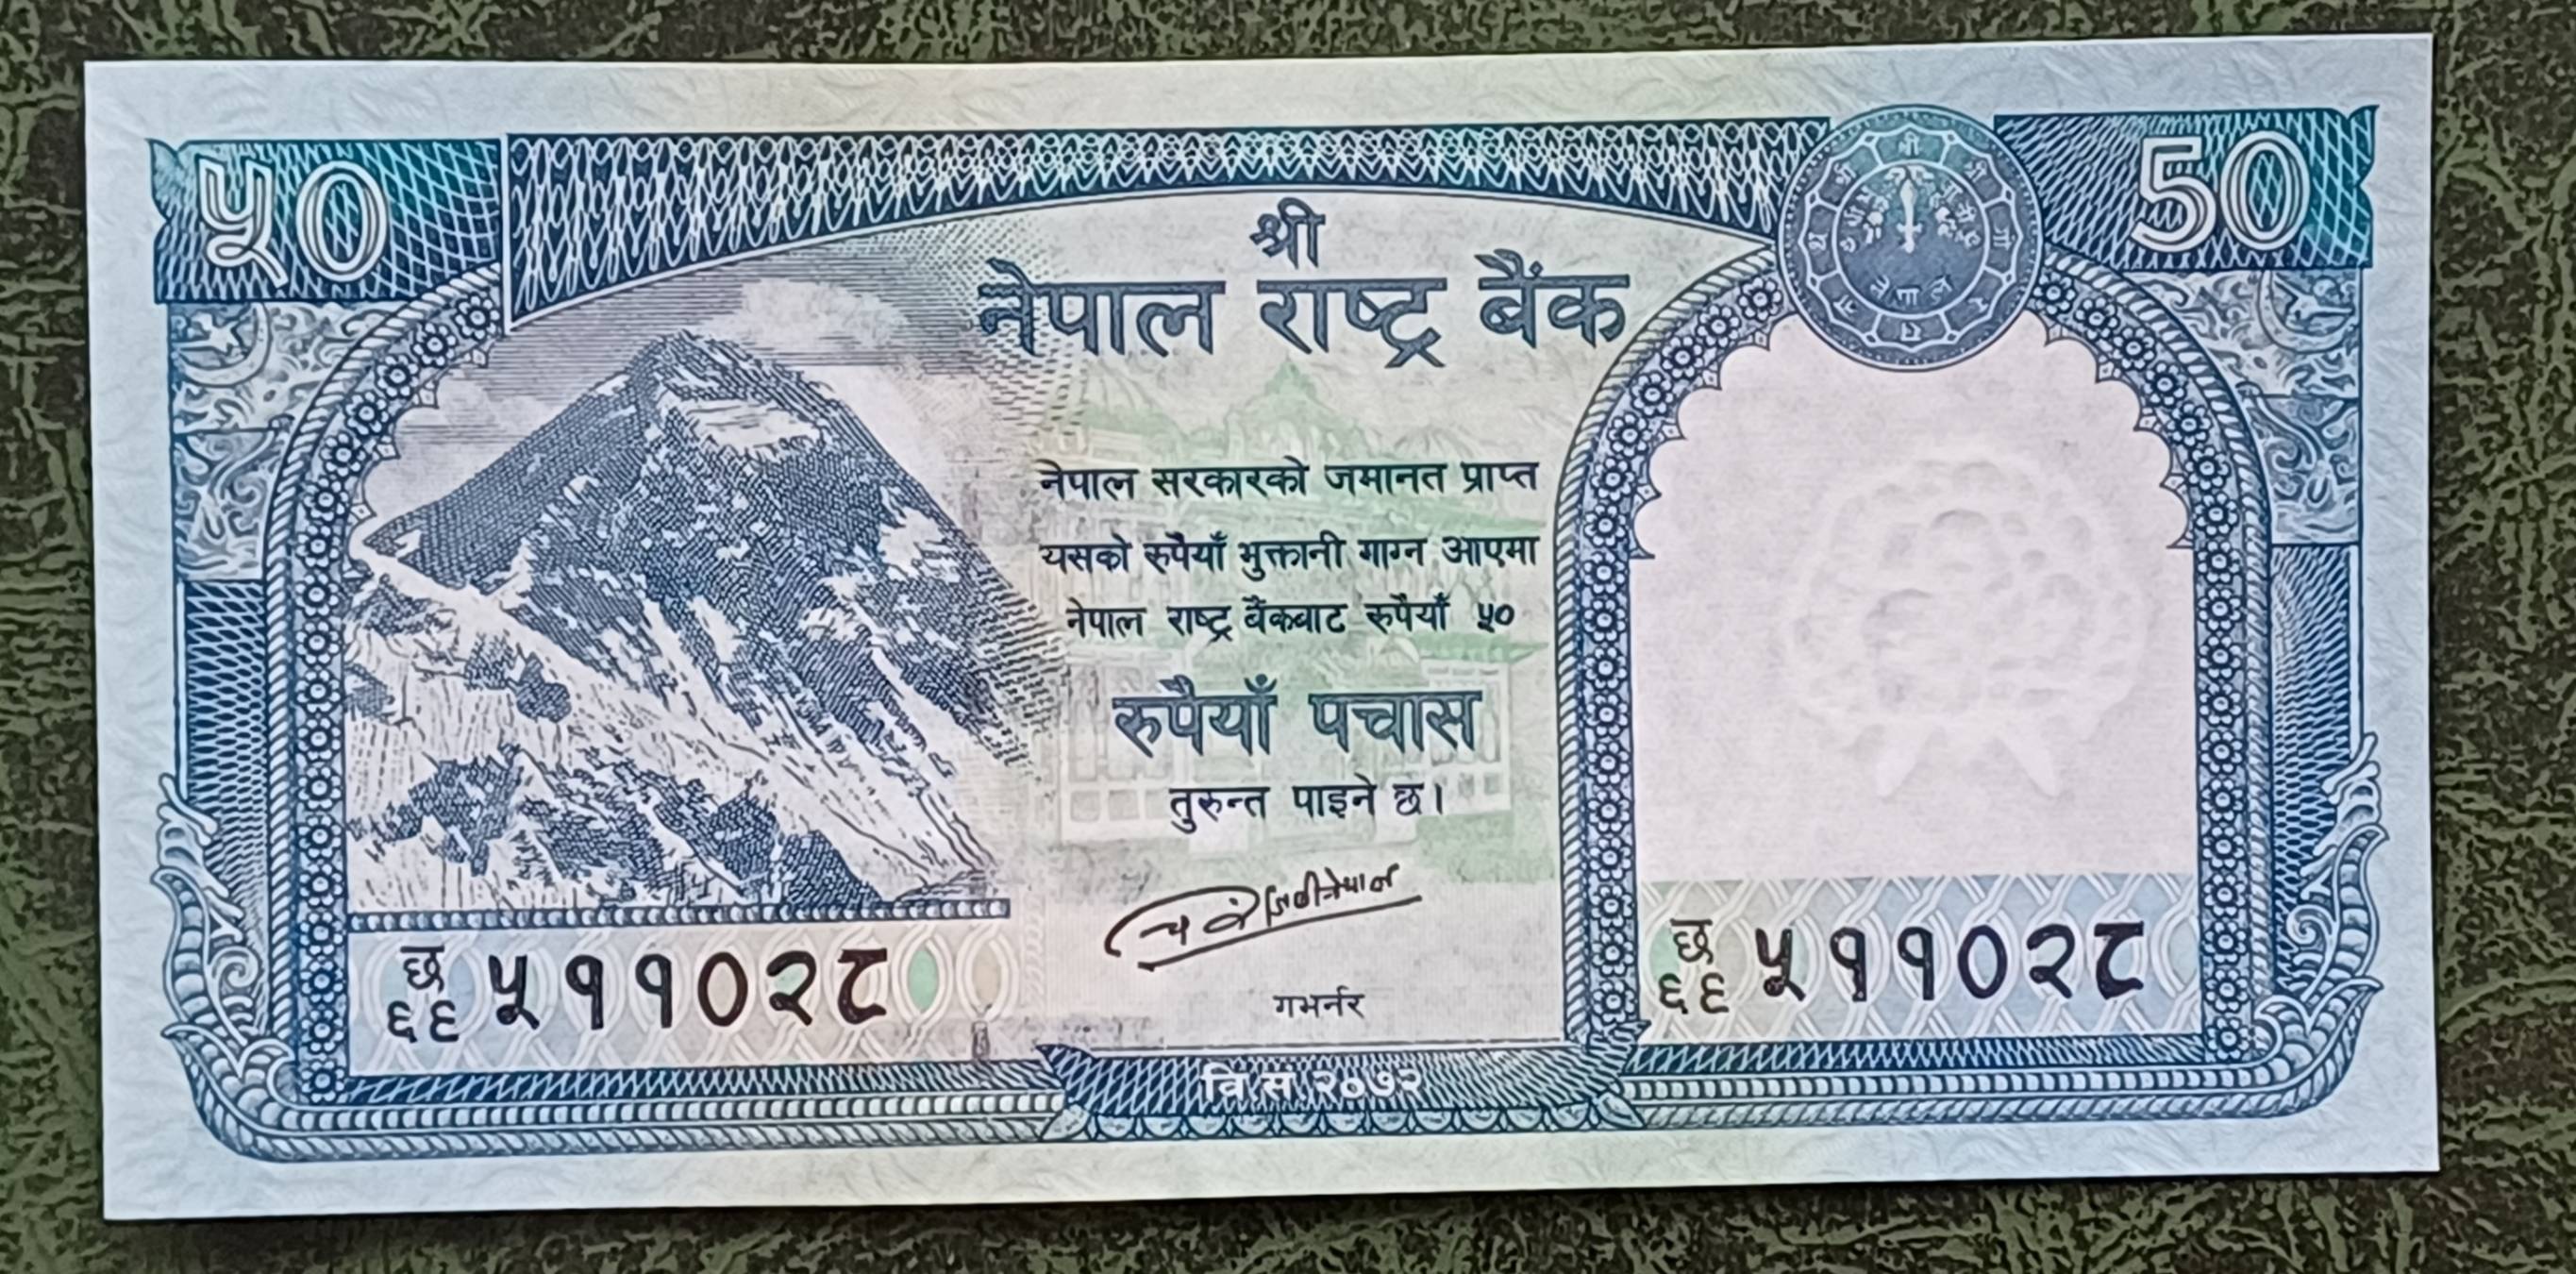 ५० 50
श्री
नेपाल राष्ट्र बैंक
नेपाल सरकारको जमानत प्राप्त
यसको रुपैयाँ भुक्तानी माग्न आएमा
नेपाल राष्ट्र बैंकबाट रुपैयाँ ५०
रुपैयाँ पचास
तुरुन्त पाइने छ।
गभर्नर
छ ६६ ५११०२८
छ ६६ ५११०२८
वि.सं २०७२